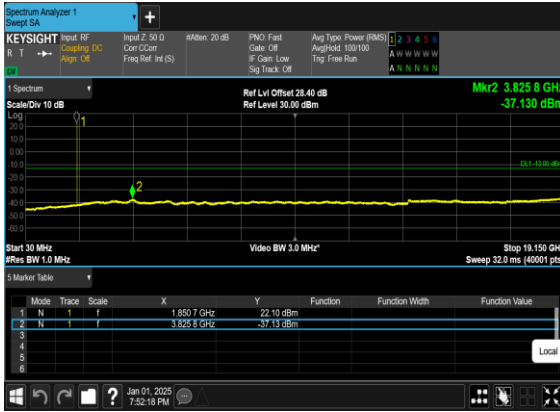 Spectrum Analyzer 1
Swept SA
+
KEYSIGHT
R T
LW
Input: RF
Coupling: DC
Align: Off
Input Z: 50 Ω
Corr CCorr
Freq Ref: Int (S)
#Atten: 20 dB
PNO: Fast
Gate: Off
IF Gain: Low
Sig Track: Off
Avg Type: Power (RMS)
Avg|Hold: 100/100
Trig: Free Run
1 2 3 4 5 6
A W W W W W
A N N N N N
1 Spectrum
Scale/Div 10 dB
Ref Lvl Offset 28.40 dB
Ref Level 30.00 dBm
Mkr2 3.825 8 GHz
-37.130 dBm
Log
20.0
10.0
0.00
-10.0
-20.0
-30.0
-40.0
-50.0
-60.0
1
2
DL1 -13.00 dBm
Start 30 MHz
#Res BW 1.0 MHz
Video BW 3.0 MHz*
Stop 19.150 GH
Sweep 32.0 ms (40001 pts
5 Marker Table
Mode Trace Scale X Y Function Function Width Function Value
1 N 1 f 1.850 7 GHz 22.10 dBm
2 N 1 f 3.825 8 GHz -37.13 dBm
3
4
5
6
Local
?
Jan 01, 2025
7:52:18 PM